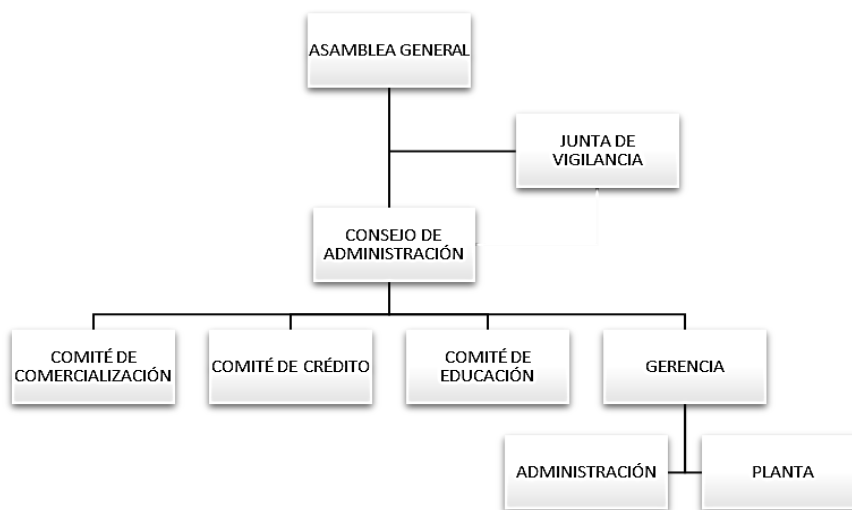 ASAMBLEA GENERAL
JUNTA DE
VIGILANCIA
CONSEJO DE
ADMINISTRACIÓN
COMITÉ DE
COMERCIALIZACIÓN
COMITÉ DE CRÉDITO
COMITÉ DE
EDUCACIÓN
GERENCIA
ADMINISTRACIÓN
PLANTA